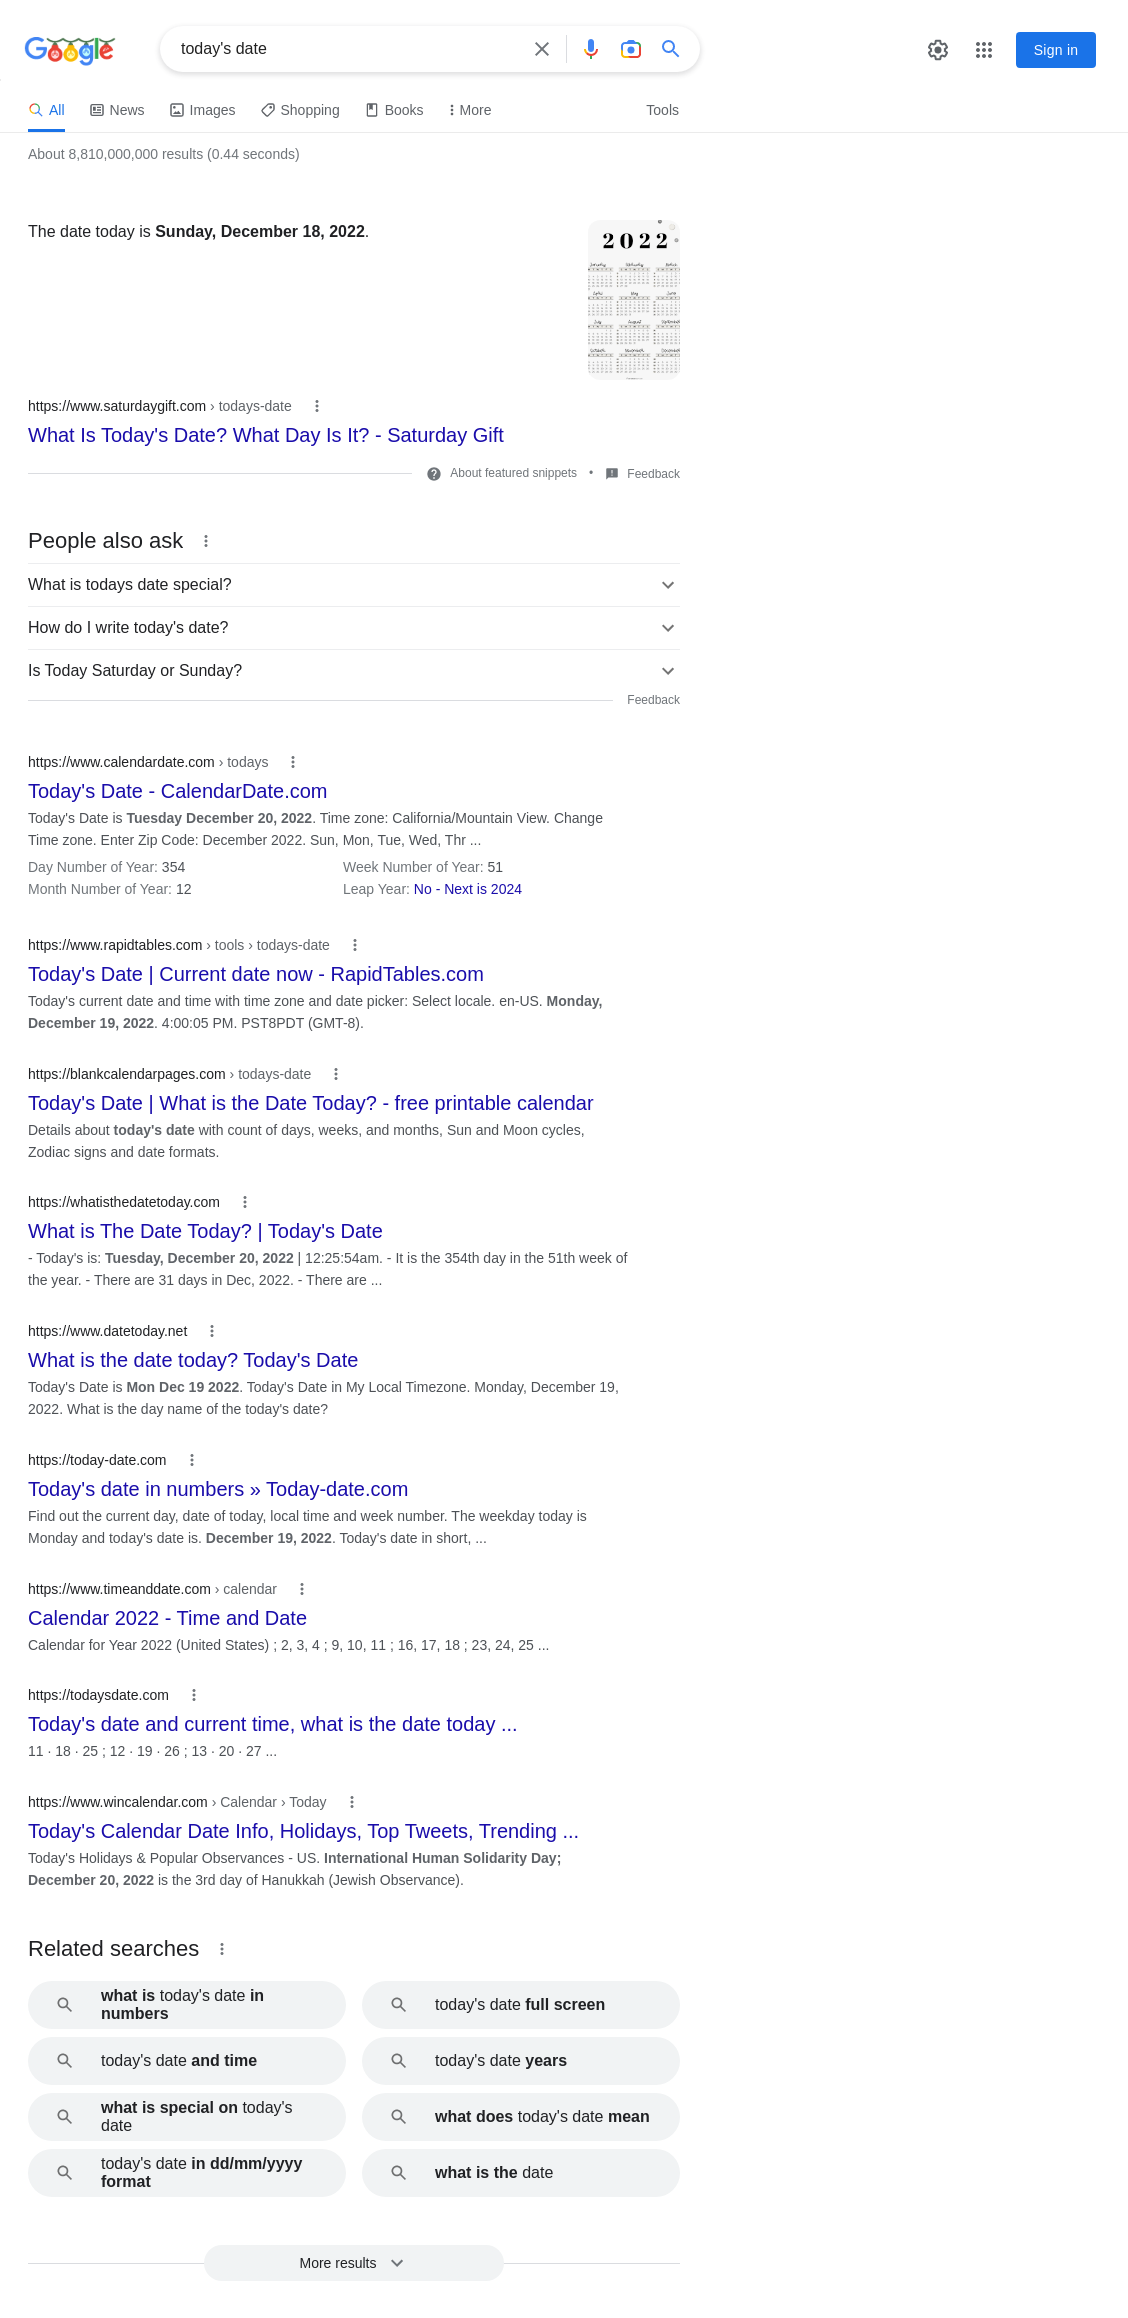 Google
today's date
Sign in
All
News
Images
Shopping
Books
More
Tools
About 8,810,000,000 results (0.44 seconds)
The date today is Sunday, December 18, 2022.
2022
https://www.saturdaygift.com › todays-date
What Is Today's Date? What Day Is It? - Saturday Gift
About featured snippets • Feedback
People also ask
What is todays date special?
How do I write today's date?
Is Today Saturday or Sunday?
Feedback
https://www.calendardate.com › todays
Today's Date - CalendarDate.com
Today's Date is Tuesday December 20, 2022. Time zone: California/Mountain View. Change
Time zone. Enter Zip Code: December 2022. Sun, Mon, Tue, Wed, Thr ...
Day Number of Year: 354
Week Number of Year: 51
Month Number of Year: 12
Leap Year: No - Next is 2024
https://www.rapidtables.com › tools › todays-date
Today's Date | Current date now - RapidTables.com
Today's current date and time with time zone and date picker: Select locale. en-US. Monday,
December 19, 2022. 4:00:05 PM. PST8PDT (GMT-8).
https://blankcalendarpages.com › todays-date
Today's Date | What is the Date Today? - free printable calendar
Details about today's date with count of days, weeks, and months, Sun and Moon cycles,
Zodiac signs and date formats.
https://whatisthedatetoday.com
What is The Date Today? | Today's Date
- Today's is: Tuesday, December 20, 2022 | 12:25:54am. - It is the 354th day in the 51th week of
the year. - There are 31 days in Dec, 2022. - There are ...
https://www.datetoday.net
What is the date today? Today's Date
Today's Date is Mon Dec 19 2022. Today's Date in My Local Timezone. Monday, December 19,
2022. What is the day name of the today's date?
https://today-date.com
Today's date in numbers » Today-date.com
Find out the current day, date of today, local time and week number. The weekday today is
Monday and today's date is. December 19, 2022. Today's date in short, ...
https://www.timeanddate.com › calendar
Calendar 2022 - Time and Date
Calendar for Year 2022 (United States) ; 2, 3, 4 ; 9, 10, 11 ; 16, 17, 18 ; 23, 24, 25 ...
https://todaysdate.com
Today's date and current time, what is the date today ...
11 · 18 · 25 ; 12 · 19 · 26 ; 13 · 20 · 27 ...
https://www.wincalendar.com › Calendar › Today
Today's Calendar Date Info, Holidays, Top Tweets, Trending ...
Today's Holidays & Popular Observances - US. International Human Solidarity Day;
December 20, 2022 is the 3rd day of Hanukkah (Jewish Observance).
Related searches
what is today's date in
numbers
today's date full screen
today's date and time
today's date years
what is special on today's
date
what does today's date mean
today's date in dd/mm/yyyy
format
what is the date
More results